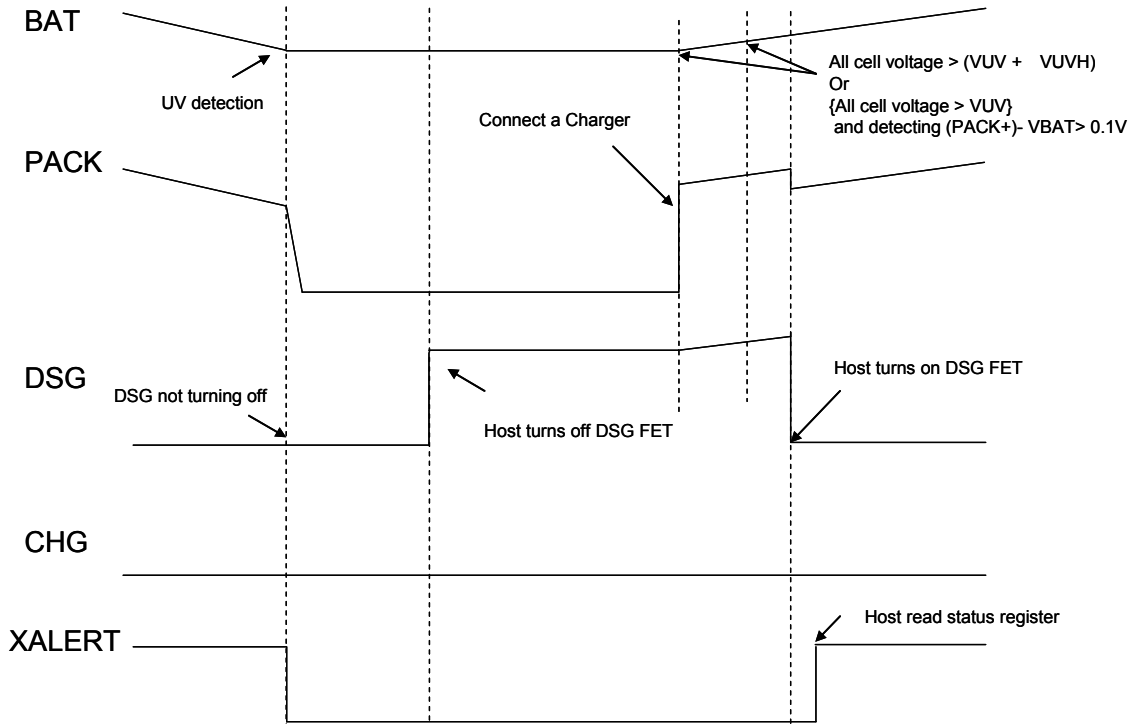 BAT
UV detection
All cell voltage > (VUV + VUVH)
Or
{All cell voltage > VUV}
and detecting (PACK+)- VBAT> 0.1V
Connect a Charger
PACK
DSG
DSG not turning off
Host turns off DSG FET
Host turns on DSG FET
CHG
XALERT
Host read status register